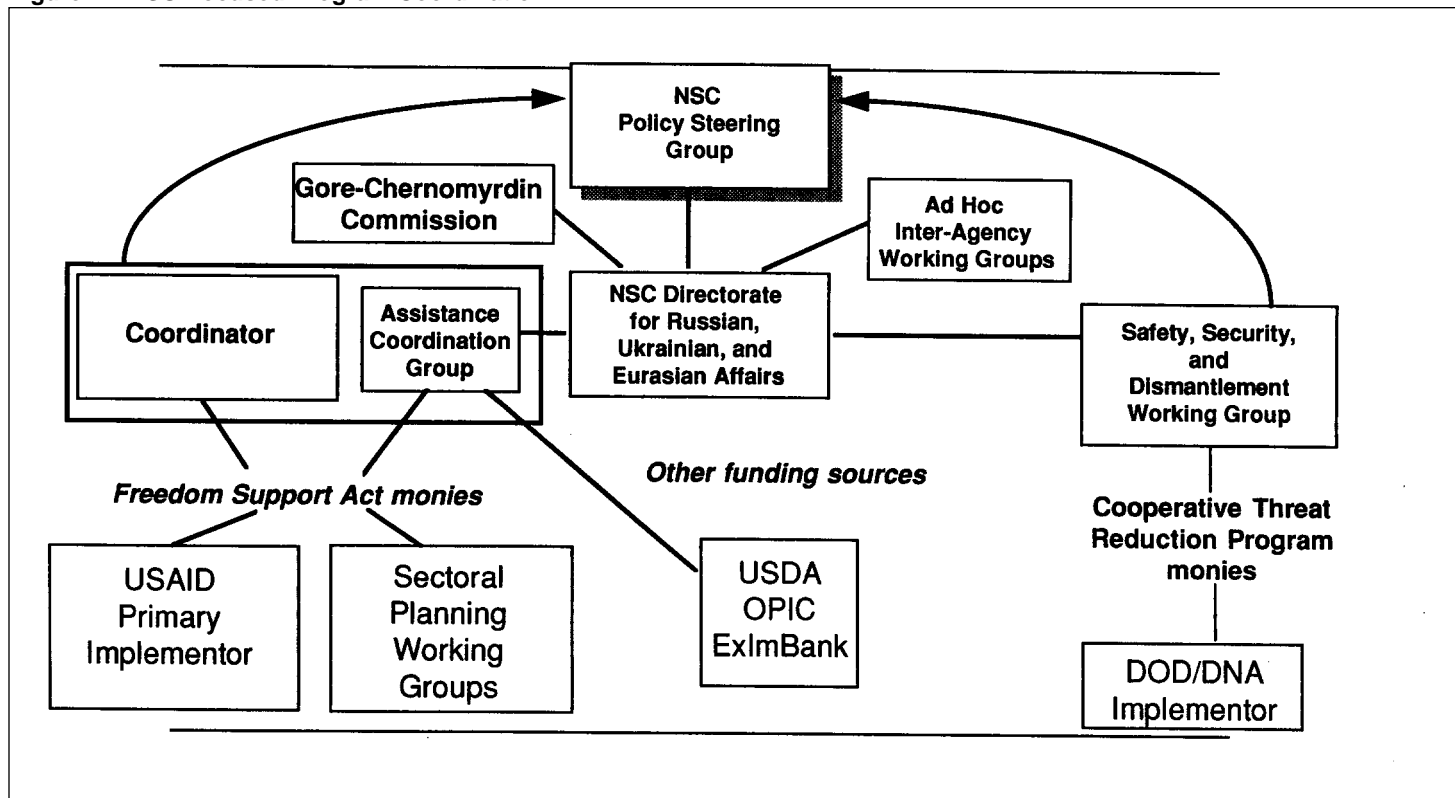 NSC
Policy Steering
Group
Gore-Chernomyrdin
Commission
Ad Hoc
Inter-Agency
Working Groups
Coordinator
Assistance
Coordination
Group
NSC Directorate
for Russian,
Ukrainian, and
Eurasian Affairs
Safety, Security,
and
Dismantlement
Working Group
Other funding sources
Freedom Support Act monies
Cooperative Threat
Reduction Program
monies
USAID
Primary
Implementor
Sectoral
Planning
Working
Groups
USDA
OPIC
ExImBank
DOD/DNA
Implementor